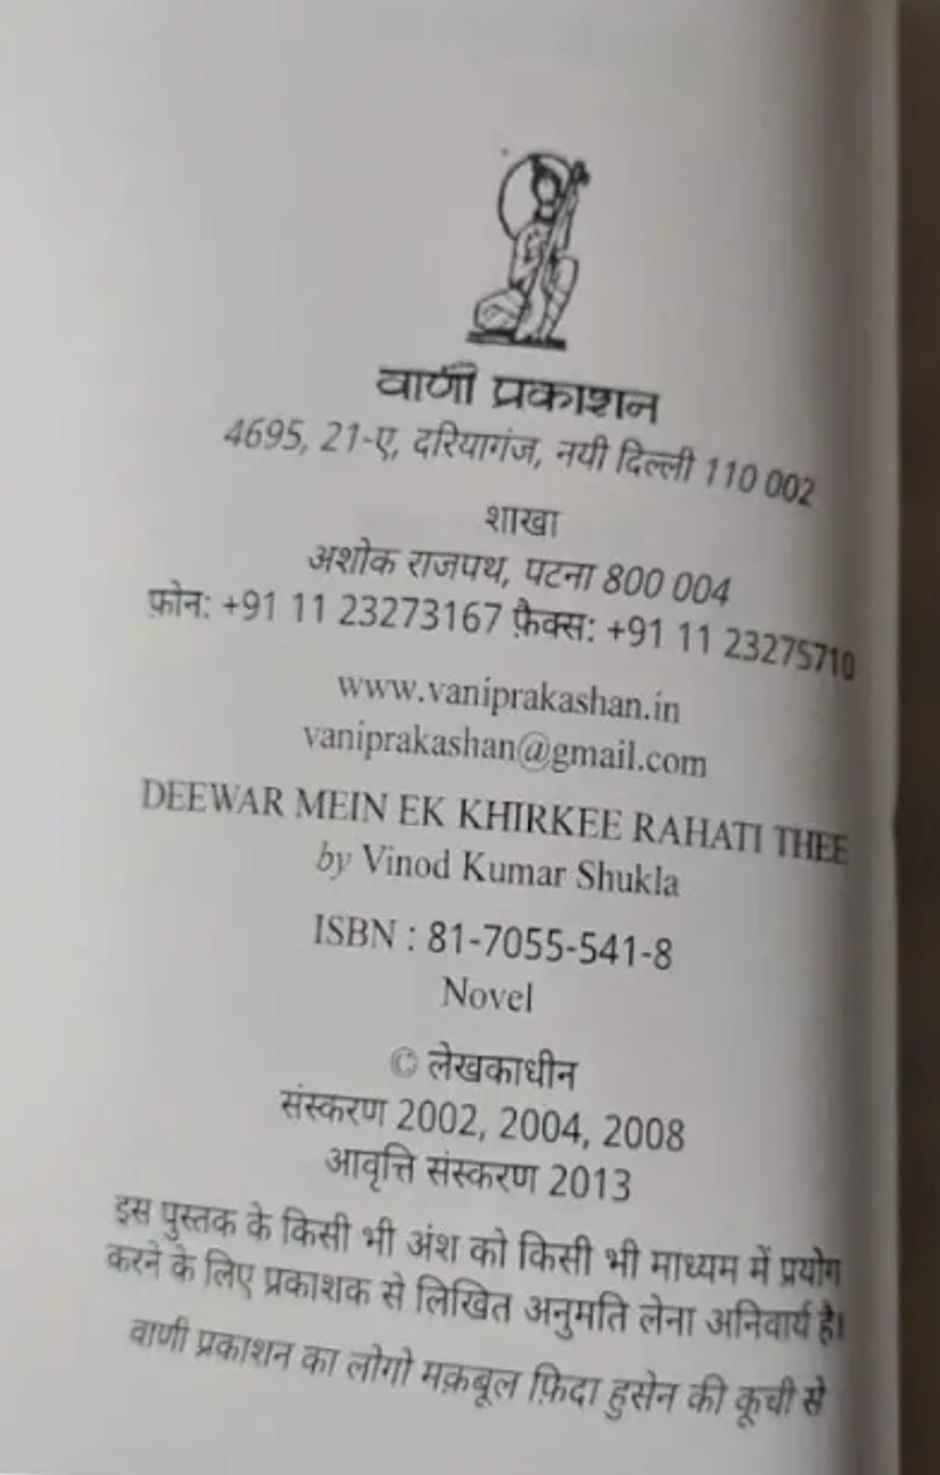 वाणी प्रकाशन
4695, 21-ए, दरियागंज, नयी दिल्ली 110 002
शाखा
अशोक राजपथ, पटना 800 004
फ़ोन: +91 11 23273167 फ़ैक्स: +91 11 23275710
www.vaniprakashan.in
vaniprakashan@gmail.com
DEEWAR MEIN EK KHIRKEE RAHATI THEE
by Vinod Kumar Shukla
ISBN : 81-7055-541-8
Novel
© लेखकाधीन
संस्करण 2002, 2004, 2008
आवृत्ति संस्करण 2013
इस पुस्तक के किसी भी अंश को किसी भी माध्यम में प्रयोग
करने के लिए प्रकाशक से लिखित अनुमति लेना अनिवार्य है।
वाणी प्रकाशन का लोगो मक़बूल फ़िदा हुसेन की कूची से